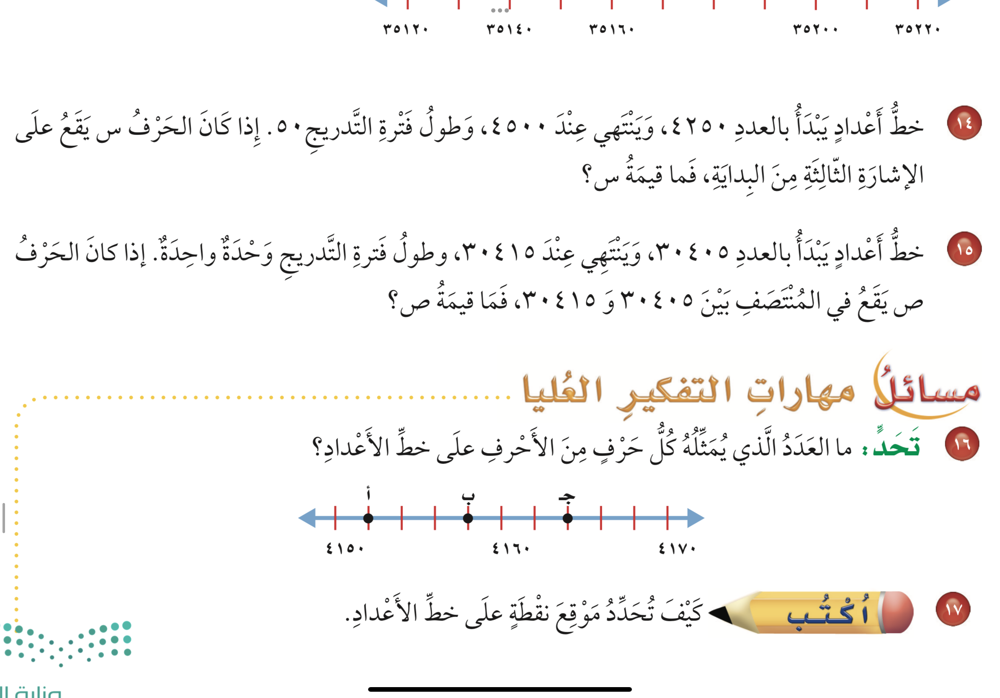 ٣٥١٢٠ ٣٥١٤٠ ٣٥١٦٠ ٣٥٢٠٠ ٣٥٢٢٠
١٤ خطُّ أَعْدادٍ يَبْدَأُ بالعددِ ٤٢٥٠، وَيَنْتَهي عِنْدَ ٤٥٠٠، وَطولُ فَتْرةِ التَّدريجِ ٥٠. إِذا كَانَ الحَرْفُ س يَقَعُ علَى
الإشارَةِ الثّالِثَةِ مِنَ البِدايَةِ، فَما قيمَةُ س؟
١٥ خطُّ أَعْدادٍ يَبْدَأُ بالعددِ ٣٠٤٠٥، وَيَنْتَهِي عِنْدَ ٣٠٤١٥، وطولُ فَترةِ التَّدريجِ وَحْدَةٌ واحِدَةٌ. إذا كانَ الحَرْفُ
ص يَقَعُ في المُنْتَصَفِ بَيْنَ ٣٠٤٠٥ وَ ٣٠٤١٥، فَمَا قيمَةُ ص؟
مسائلُ مهاراتِ التفكيرِ العُليا
١٦ تَحَدٍّ: ما العَدَدُ الَّذي يُمَثِّلُهُ كُلُّ حَرْفٍ مِنَ الأَحْرفِ علَى خطِّ الأَعْدادِ؟
أ ب جـ
٤١٥٠ ٤١٦٠ ٤١٧٠
١٧ اُكْتُب كَيْفَ تُحَدِّدُ مَوْقِعَ نقْطَةٍ علَى خطِّ الأَعْدادِ.